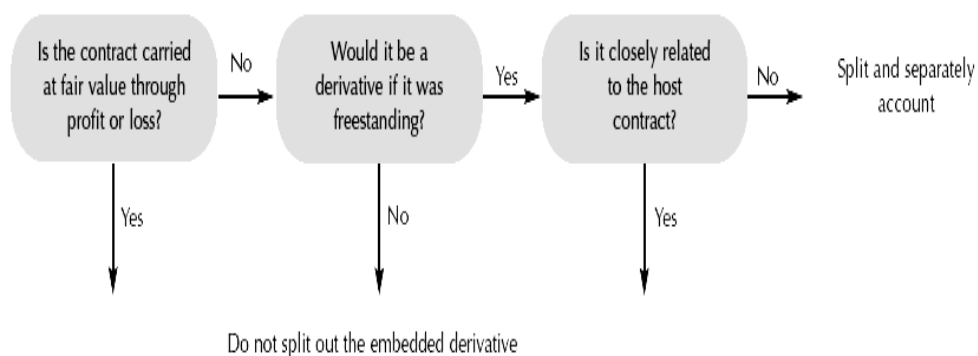 Is the contract carried
at fair value through
profit or loss?
No
Would it be a
derivative if it was
freestanding?
Yes
Is it closely related
to the host
contract?
No
Split and separately
account
Yes
No
Yes
Do not split out the embedded derivative